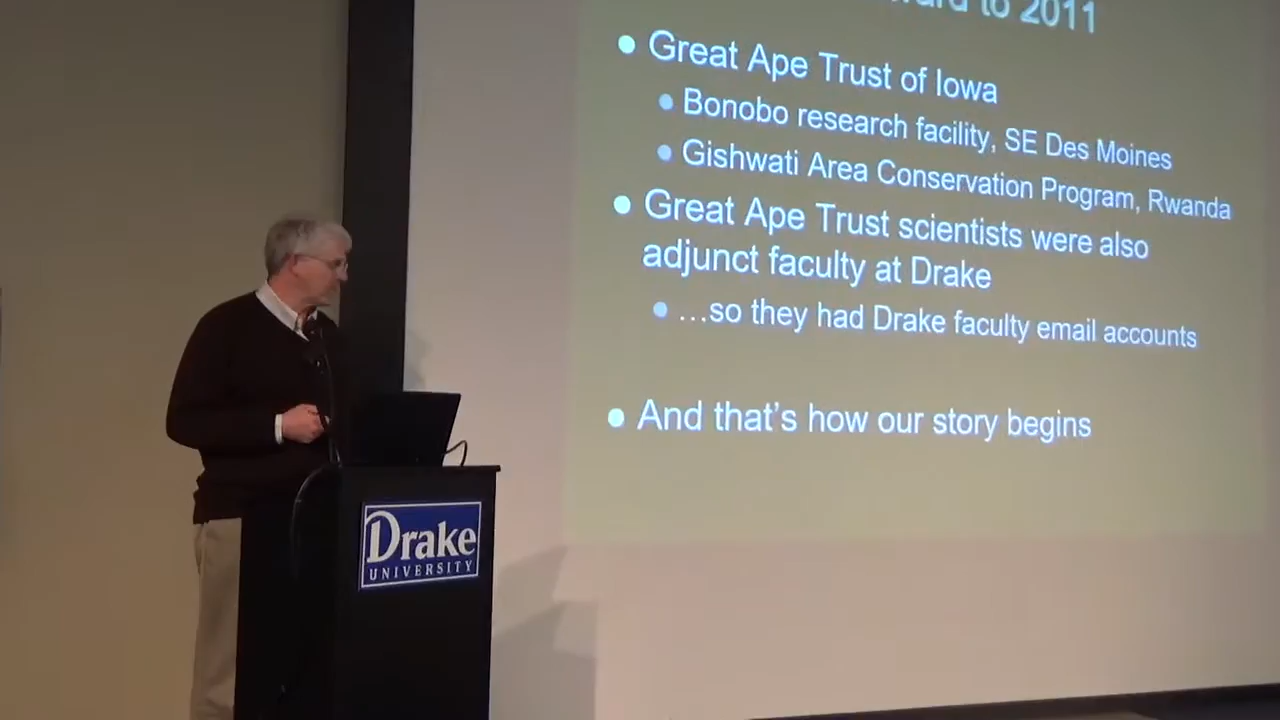 to 2011
• Great Ape Trust of Iowa
• Bonobo research facility, SE Des Moines
• Gishwati Area Conservation Program, Rwanda
• Great Ape Trust scientists were also
adjunct faculty at Drake
• …so they had Drake faculty email accounts
• And that's how our story begins
Drake
UNIVERSITY